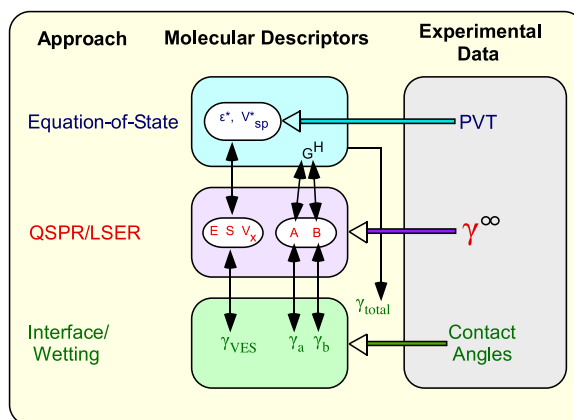 Approach Molecular Descriptors Experimental Data
Equation-of-State ε*, V*sp PVT
GH
QSPR/LSER E S Vx A B γ∞
γtotal
Interface/ Wetting γVES γa γb Contact Angles